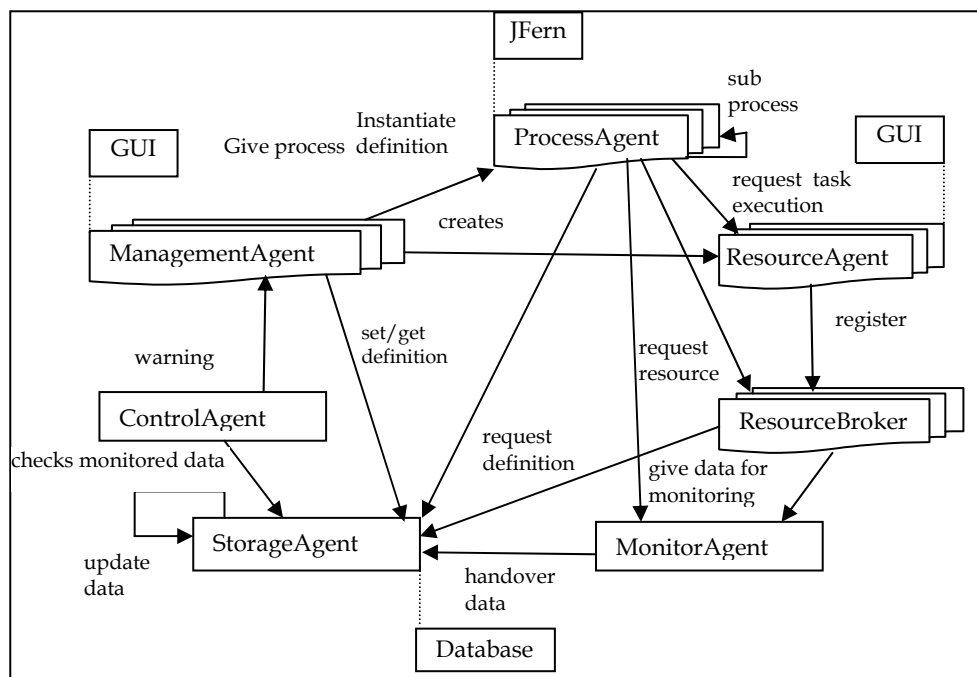 JFern
sub
process
Instantiate
Give process definition
ProcessAgent
GUI
GUI
request task
execution
creates
ManagementAgent
ResourceAgent
set/get
definition
register
warning
request
resource
ControlAgent
ResourceBroker
checks monitored data
request
definition
give data for
monitoring
StorageAgent
MonitorAgent
update
data
handover
data
Database